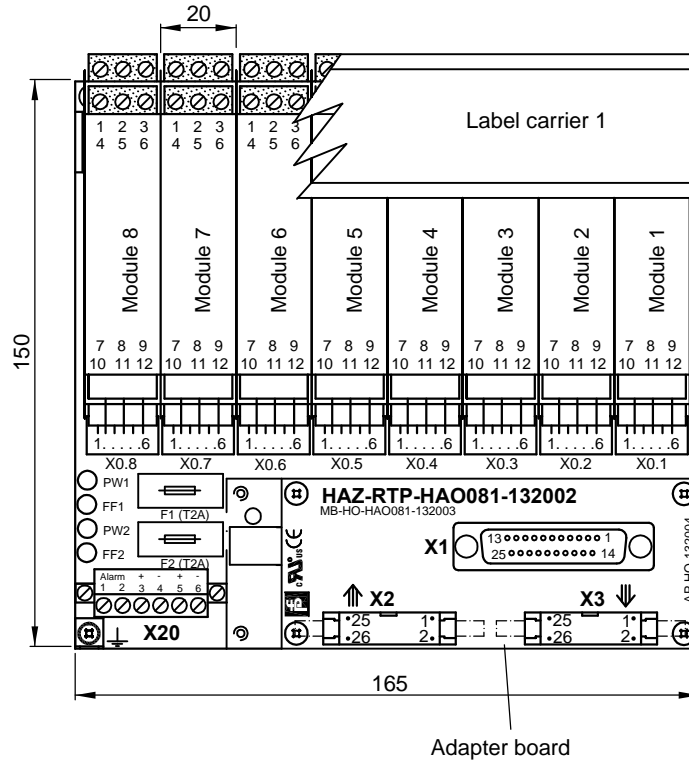 20
Label carrier 1
1 2 3 1 2 3 1 2 3
4 5 6 4 5 6 4 5 6
Module 8
Module 7
Module 6
Module 5
Module 4
Module 3
Module 2
Module 1
150
7 8 9 7 8 9 7 8 9 7 8 9 7 8 9 7 8 9 7 8 9 7 8 9
10 11 12 10 11 12 10 11 12 10 11 12 10 11 12 10 11 12 10 11 12 10 11 12
1.....6 1.....6 1.....6 1.....6 1.....6 1.....6 1.....6 1.....6
X0.8 X0.7 X0.6 X0.5 X0.4 X0.3 X0.2 X0.1
PW1
FF1
PW2
FF2
F1 (T2A)
F2 (T2A)
HAZ-RTP-HAO081-132002
MB-HO-HAO081-132003
X1
13 1
25 14
c UL US CE
Alarm + - + -
1 2 3 4 5 6
X20
X2
25 1
26 2
X3
25 1
26 2
165
Adapter board